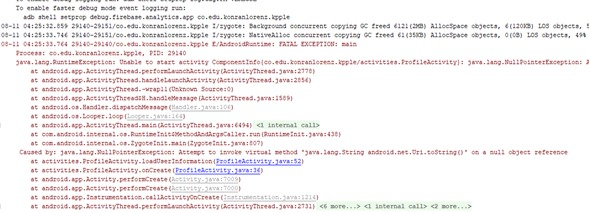 To enable faster debug mode event logging run:
adb shell setprop debug.firebase.analytics.app co.edu.konranlorenz.kpple
08-11 04:25:32.859 29140-29151/co.edu.konranlorenz.kpple I/zygote: Background concurrent copying GC freed 6121(2MB) AllocSpace objects, 6(120KB) LOS objects,
08-11 04:25:33.746 29140-29140/co.edu.konranlorenz.kpple I/zygote: NativeAlloc concurrent copying GC freed 61(35KB) AllocSpace objects, 0(0B) LOS objects, 49%
08-11 04:25:33.764 29140-29140/co.edu.konranlorenz.kpple E/AndroidRuntime: FATAL EXCEPTION: main
Process: co.edu.konranlorenz.kpple, PID: 29140
java.lang.RuntimeException: Unable to start activity ComponentInfo{co.edu.konranlorenz.kpple/activities.ProfileActivity}: java.lang.NullPointerException: A
at android.app.ActivityThread.performLaunchActivity(ActivityThread.java:2778)
at android.app.ActivityThread.handleLaunchActivity(ActivityThread.java:2856)
at android.app.ActivityThread.-wrap11(Unknown Source:0)
at android.app.ActivityThread$H.handleMessage(ActivityThread.java:1589)
at android.os.Handler.dispatchMessage(Handler.java:106)
at android.os.Looper.loop(Looper.java:164)
at android.app.ActivityThread.main(ActivityThread.java:6494) <1 internal call>
at com.android.internal.os.RuntimeInit$MethodAndArgsCaller.run(RuntimeInit.java:438)
at com.android.internal.os.ZygoteInit.main(ZygoteInit.java:807)
Caused by: java.lang.NullPointerException: Attempt to invoke virtual method 'java.lang.String android.net.Uri.toString()' on a null object reference
at activities.ProfileActivity.loadUserInformation(ProfileActivity.java:52)
at activities.ProfileActivity.onCreate(ProfileActivity.java:36)
at android.app.Activity.performCreate(Activity.java:7009)
at android.app.Activity.performCreate(Activity.java:7000)
at android.app.Instrumentation.callActivityOnCreate(Instrumentation.java:1214)
at android.app.ActivityThread.performLaunchActivity(ActivityThread.java:2731) <6 more...> <1 internal call> <2 more...>